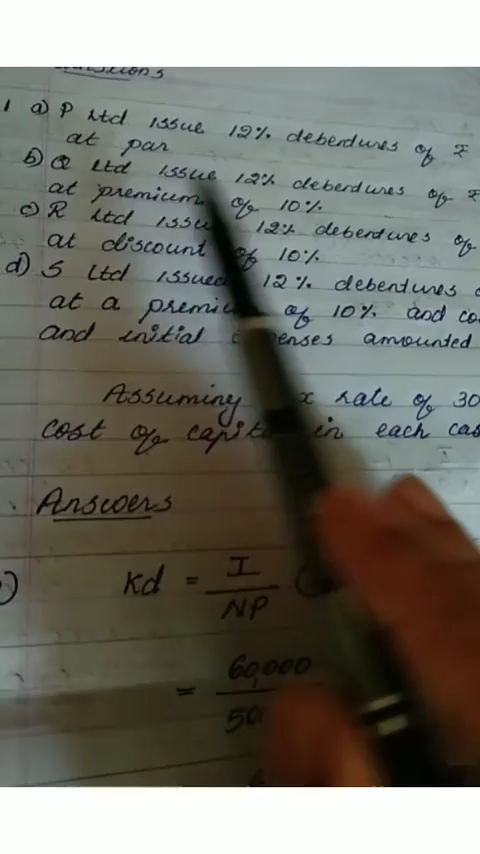 1 a) P Ltd issue 12% debentures of ₹
at par
b) Q Ltd issue 12% debentures of ₹
at premium of 10%
c) R Ltd issu 12% debentures of
at discount of 10%
d) S Ltd issued 12% debentures
at a premiu of 10% and co
and initial enses amounted
Assuming x rate of 30
cost of capit in each cas
Answers
Kd = I / NP
= 60,000 / 50